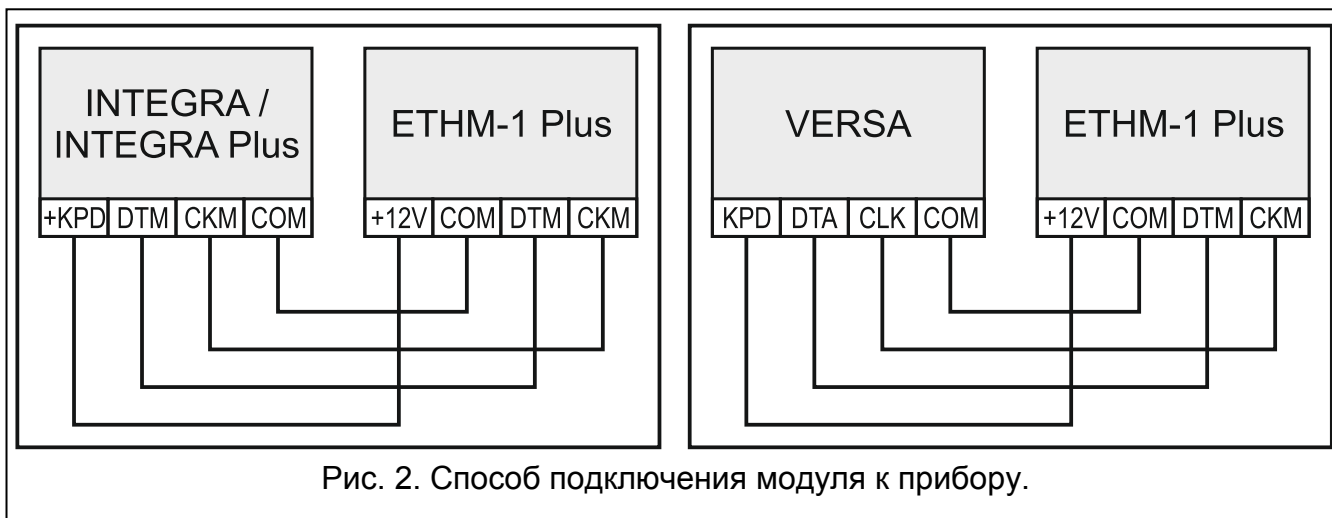 INTEGRA /
INTEGRA Plus
+KPD DTM CKM COM
ETHM-1 Plus
+12V COM DTM CKM
VERSA
KPD DTA CLK COM
ETHM-1 Plus
+12V COM DTM CKM
Рис. 2. Способ подключения модуля к прибору.